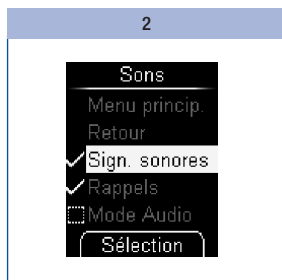 2
Sons
Menu princip.
Retour
Sign. sonores
Rappels
Mode Audio
Sélection